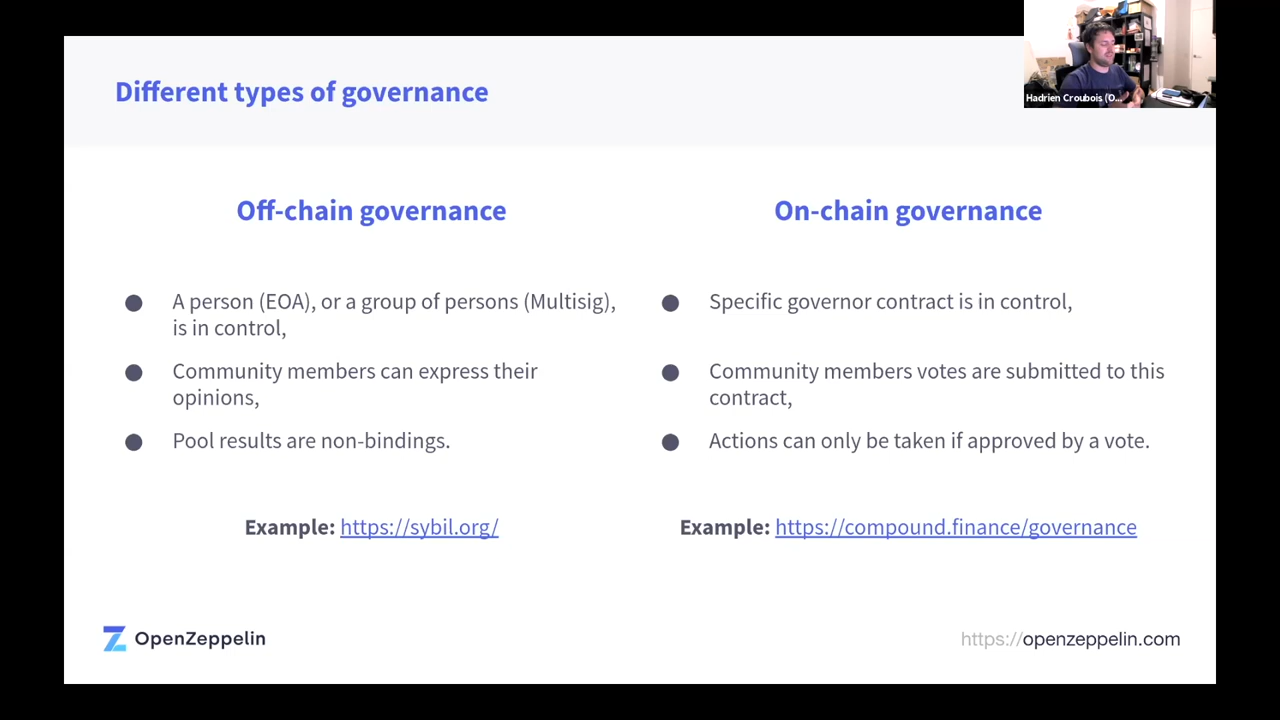 Different types of governance
Hadrien Croubois (O...
Off-chain governance
A person (EOA), or a group of persons (Multisig),
is in control,
Community members can express their
opinions,
Pool results are non-bindings.
Example: https://sybil.org/
On-chain governance
Specific governor contract is in control,
Community members votes are submitted to this
contract,
Actions can only be taken if approved by a vote.
Example: https://compound.finance/governance
OpenZeppelin
https://openzeppelin.com